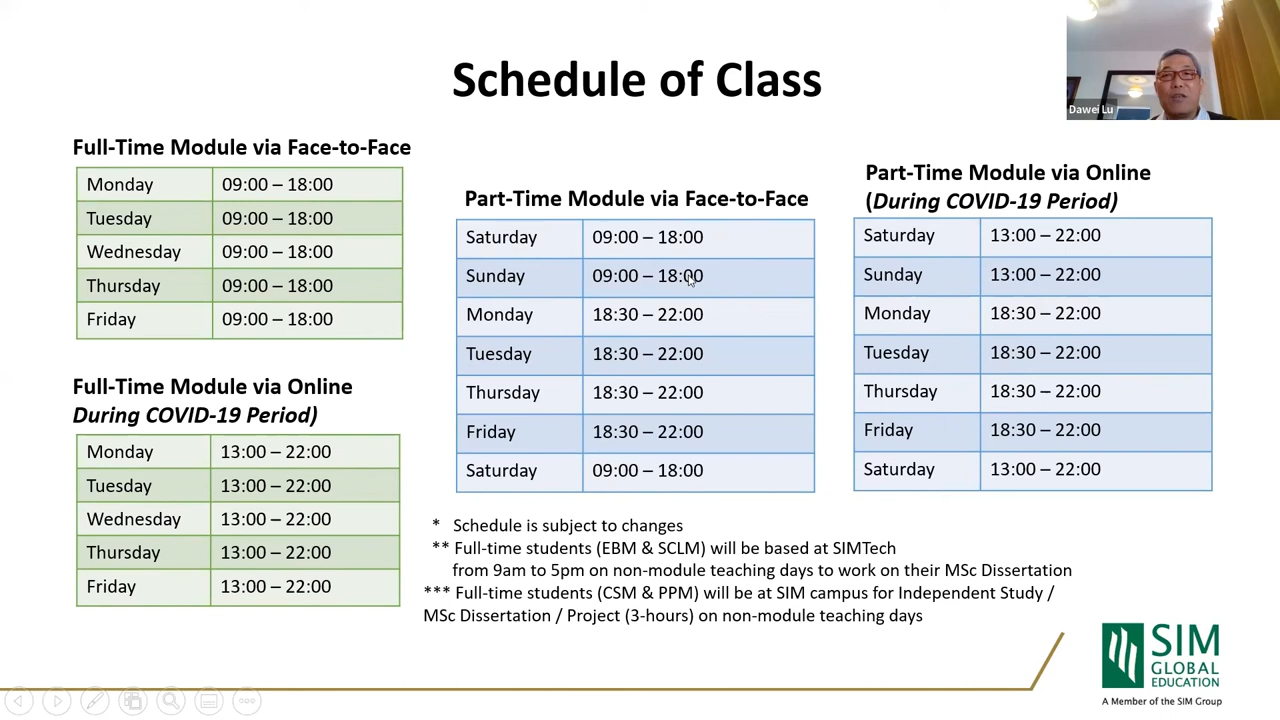 Schedule of Class
Dawei Lu
Full-Time Module via Face-to-Face
Monday 09:00 – 18:00
Tuesday 09:00 – 18:00
Wednesday 09:00 – 18:00
Thursday 09:00 – 18:00
Friday 09:00 – 18:00
Full-Time Module via Online
During COVID-19 Period)
Monday 13:00 – 22:00
Tuesday 13:00 – 22:00
Wednesday 13:00 – 22:00
Thursday 13:00 – 22:00
Friday 13:00 – 22:00
Part-Time Module via Face-to-Face
Saturday 09:00 – 18:00
Sunday 09:00 – 18:00
Monday 18:30 – 22:00
Tuesday 18:30 – 22:00
Thursday 18:30 – 22:00
Friday 18:30 – 22:00
Saturday 09:00 – 18:00
Part-Time Module via Online
(During COVID-19 Period)
Saturday 13:00 – 22:00
Sunday 13:00 – 22:00
Monday 18:30 – 22:00
Tuesday 18:30 – 22:00
Thursday 18:30 – 22:00
Friday 18:30 – 22:00
Saturday 13:00 – 22:00
* Schedule is subject to changes
** Full-time students (EBM & SCLM) will be based at SIMTech
from 9am to 5pm on non-module teaching days to work on their MSc Dissertation
*** Full-time students (CSM & PPM) will be at SIM campus for Independent Study /
MSc Dissertation / Project (3-hours) on non-module teaching days
SIM
GLOBAL
EDUCATION
A Member of the SIM Group